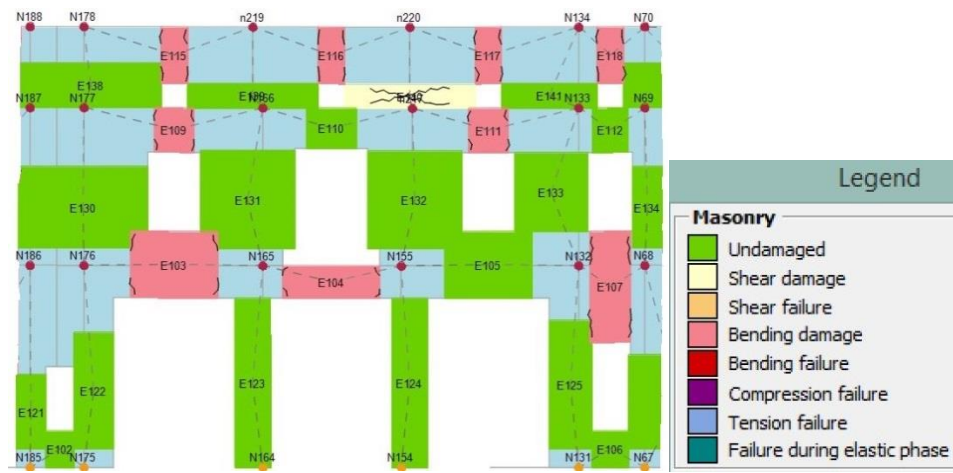 N188 N178 n219 n220 N134 N70
E115 E116 E117 E118
E138
N187 N177 E139 N166 E140 E141 N133 N69
E109 E110 E111 E112
E130 E131 E132 E133 E134
N186 N176 E103 N165 E104 N155 E105 N132 N68
E107
E121 E122 E123 E124 E125
E102 E106
N185 N175 N164 N154 N131 N67
Legend
Masonry
Undamaged
Shear damage
Shear failure
Bending damage
Bending failure
Compression failure
Tension failure
Failure during elastic phase